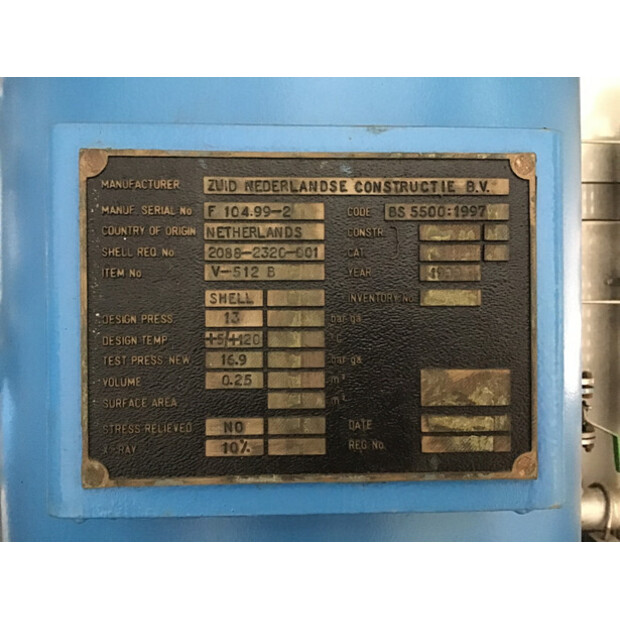 MANUFACTURER ZUID NEDERLANDSE CONSTRUCTIE B.V.
MANUF. SERIAL No F 104.99-2 CODE BS 5500:1997
COUNTRY OF ORIGIN NETHERLANDS CONSTR.
SHELL REQ. No. 2088-2320-001 CAT.
ITEM No V-512 B YEAR
SHELL INVENTORY No.
DESIGN PRESS. 13 bar ga
DESIGN TEMP. +5/+120 °C
TEST PRESS. NEW 16.9 bar ga
VOLUME 0.25 m³
SURFACE AREA m²
STRESS-RELIEVED NO DATE
X-RAY 10% REG. No.